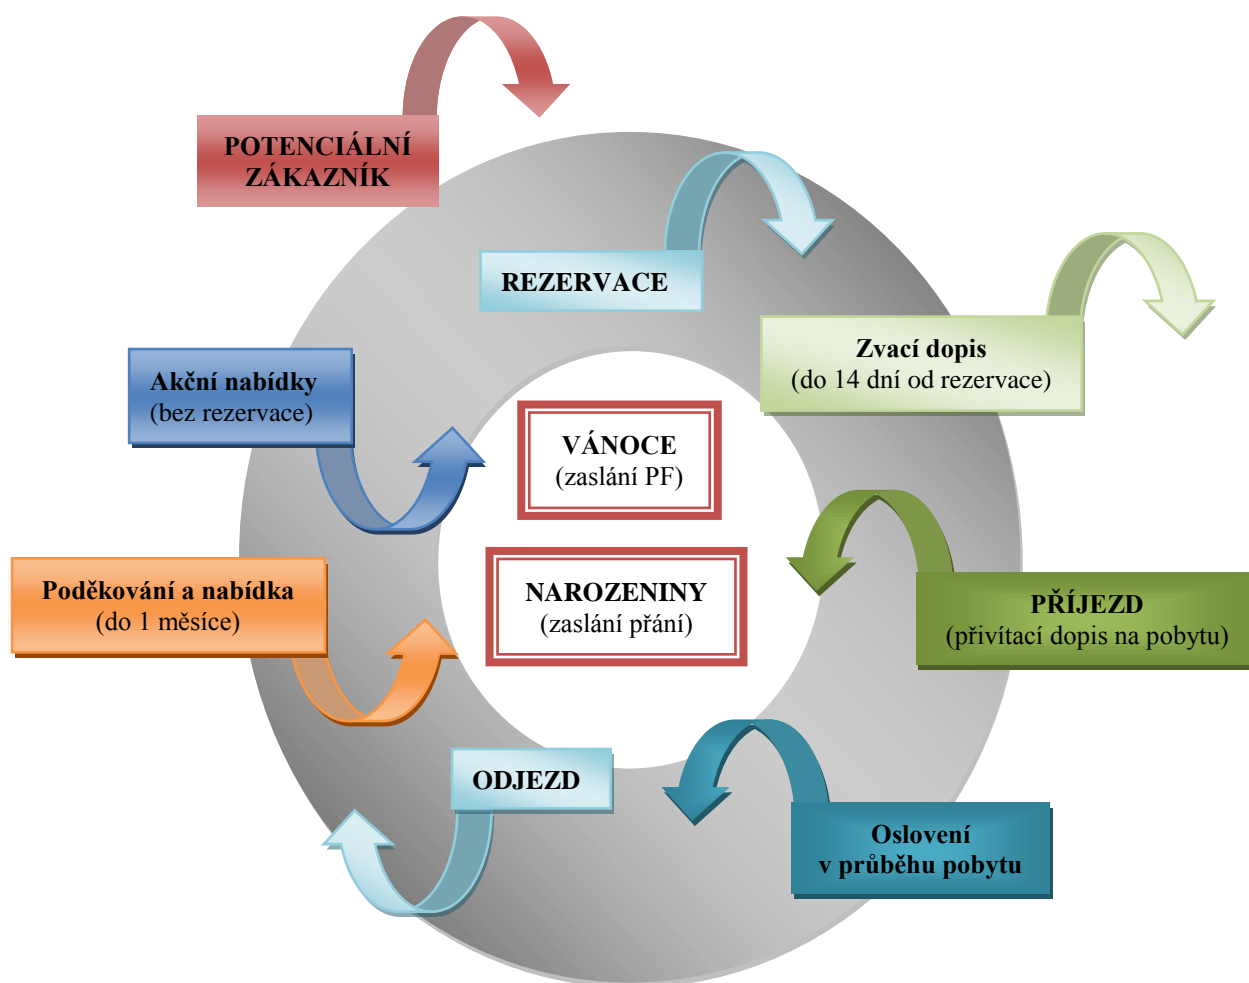 POTENCIÁLNÍ
ZÁKAZNÍK
REZERVACE
Zvací dopis
(do 14 dní od rezervace)
Akční nabídky
(bez rezervace)
VÁNOCE
(zaslání PF)
NAROZENINY
(zaslání přání)
Poděkování a nabídka
(do 1 měsíce)
PŘÍJEZD
(přivítací dopis na pobytu)
ODJEZD
Oslovení
v průběhu pobytu